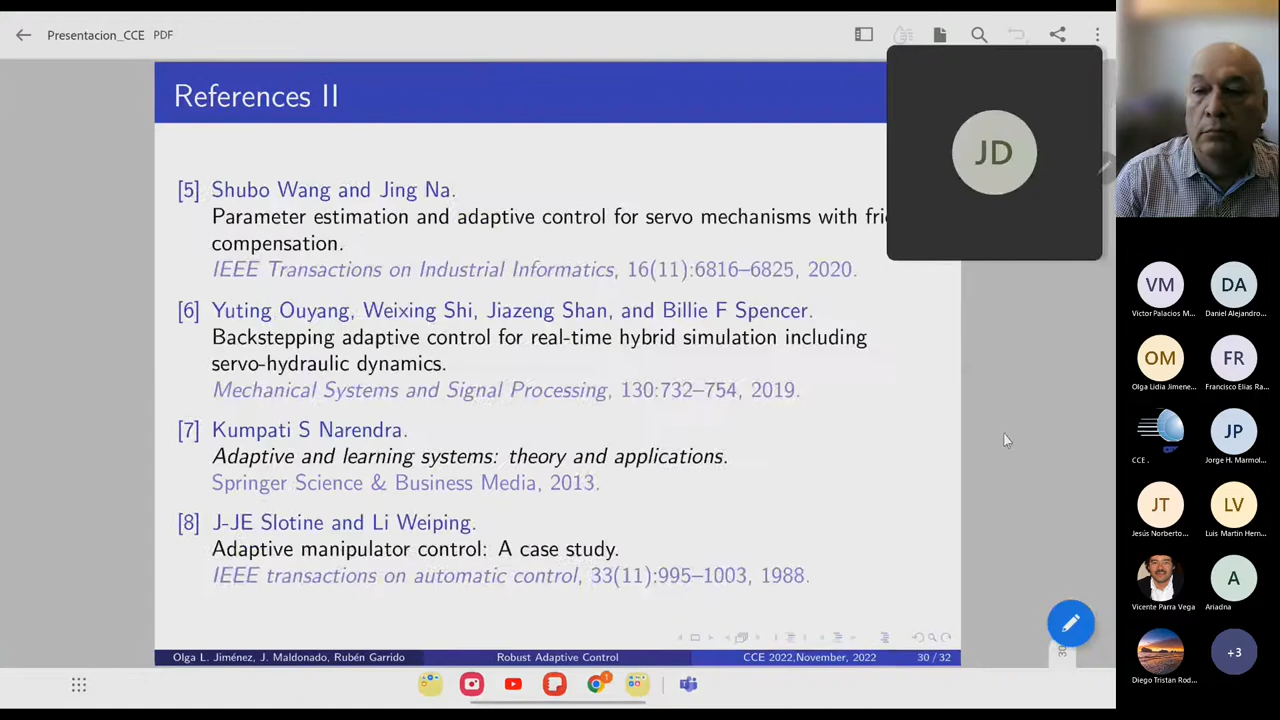 Presentacion_CCE PDF
References II
JD
[5] Shubo Wang and Jing Na.
Parameter estimation and adaptive control for servo mechanisms with fri
compensation.
IEEE Transactions on Industrial Informatics, 16(11):6816–6825, 2020.
[6] Yuting Ouyang, Weixing Shi, Jiazeng Shan, and Billie F Spencer.
Backstepping adaptive control for real-time hybrid simulation including
servo-hydraulic dynamics.
Mechanical Systems and Signal Processing, 130:732–754, 2019.
[7] Kumpati S Narendra.
Adaptive and learning systems: theory and applications.
Springer Science & Business Media, 2013.
[8] J-JE Slotine and Li Weiping.
Adaptive manipulator control: A case study.
IEEE transactions on automatic control, 33(11):995–1003, 1988.
Olga L. Jiménez, J. Maldonado, Rubén Garrido Robust Adaptive Control CCE 2022,November, 2022 30 / 32
VM DA
Victor Palacios M... Daniel Alejandro...
OM FR
Olga Lidia Jimene... Francisco Elias Ra...
JP
CCE . Jorge H. Marmol...
JT LV
Jesús Norberto... Luis Martin Hern...
A
Vicente Parra Vega Ariadna
+3
Diego Tristan Rod...